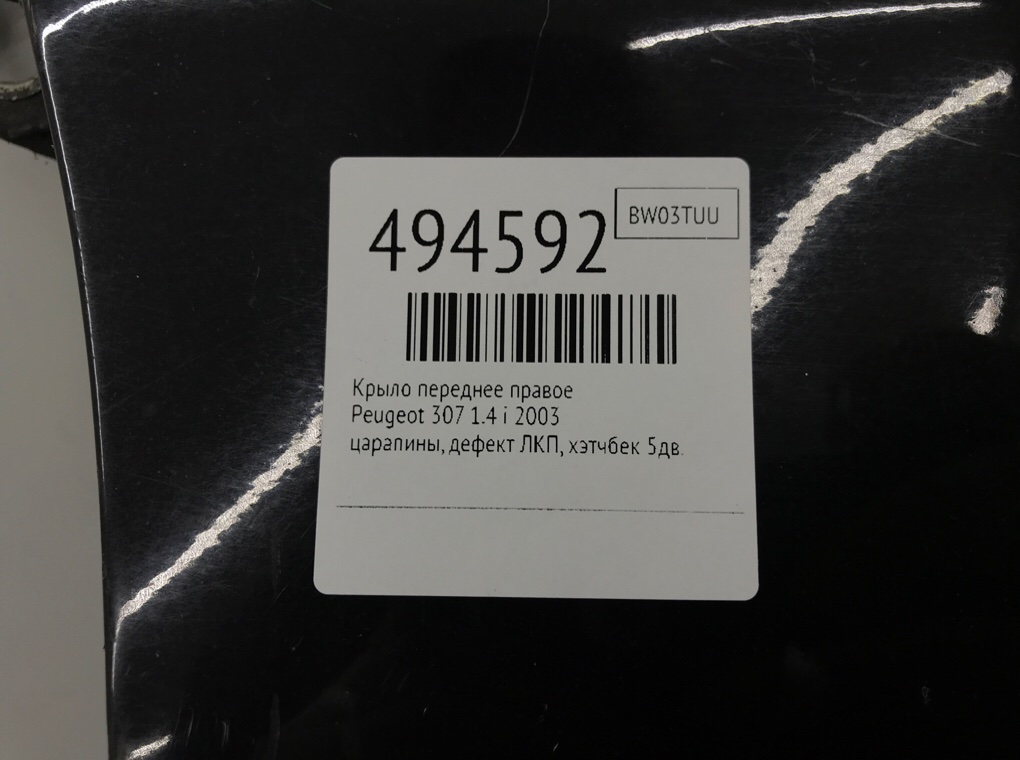 494592
BW03TUU
Крыло переднее правое
Peugeot 307 1.4 i 2003
царапины, дефект ЛКП, хэтчбек 5дв.